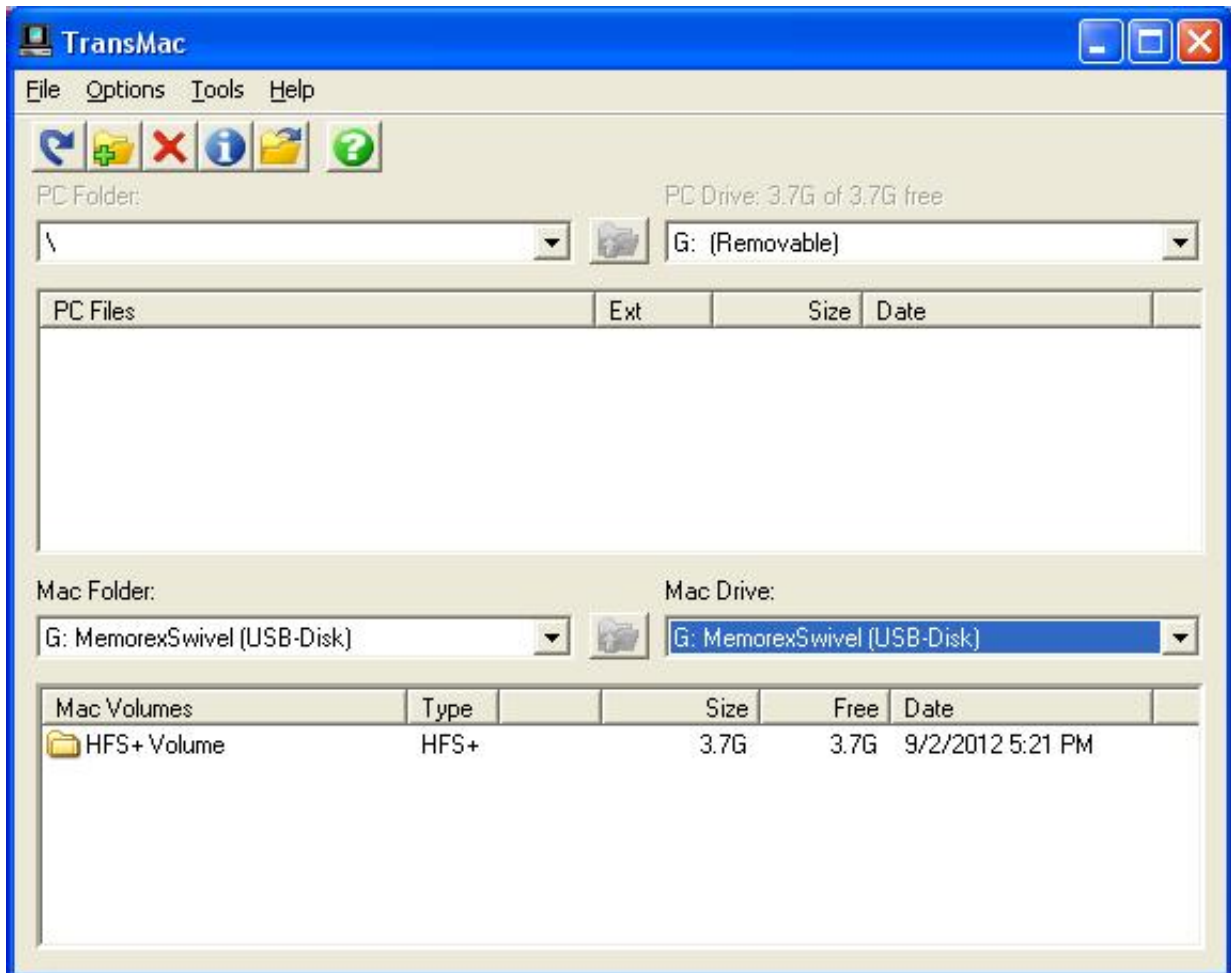 TransMac
File Options Tools Help
PC Folder: PC Drive: 3.7G of 3.7G free
\ G: (Removable)
PC Files Ext Size Date
Mac Folder: Mac Drive:
G: MemorexSwivel (USB-Disk) G: MemorexSwivel (USB-Disk)
Mac Volumes Type Size Free Date
HFS+ Volume HFS+ 3.7G 3.7G 9/2/2012 5:21 PM